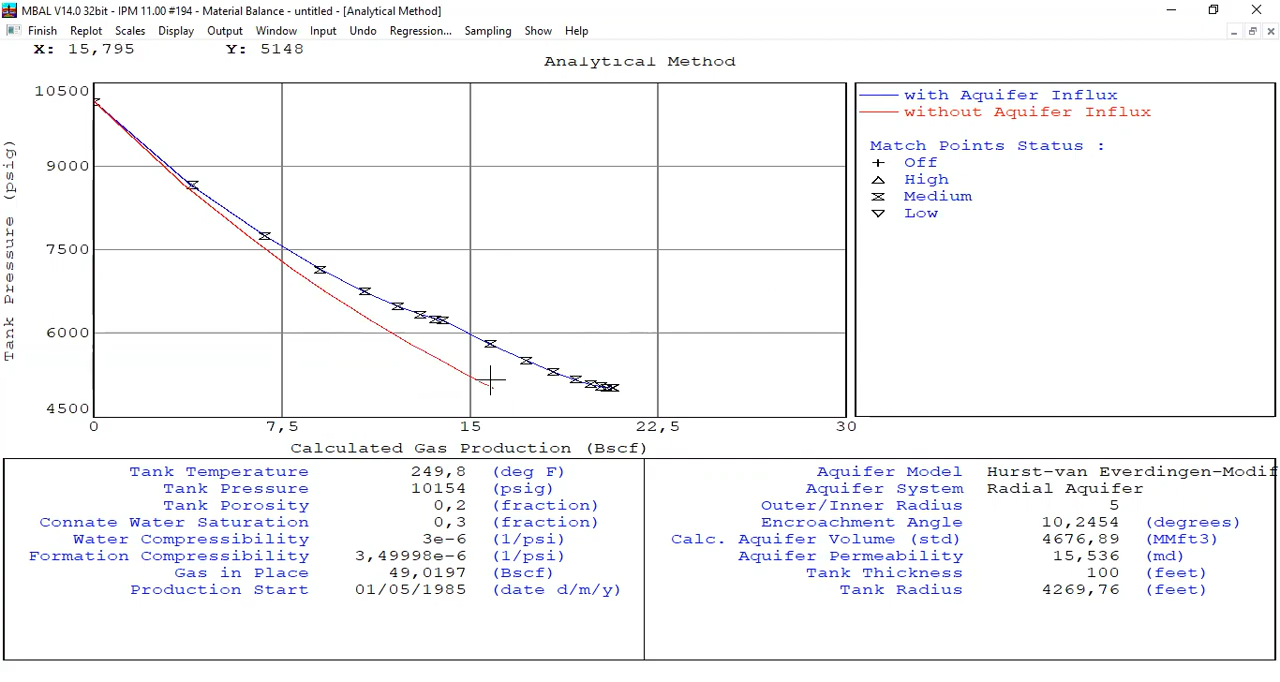 MBAL V14.0 32bit - IPM 11.00 #194 - Material Balance - untitled - [Analytical Method]
Finish Replot Scales Display Output Window Input Undo Regression... Sampling Show Help
X: 15,795 Y: 5148
Analytical Method
with Aquifer Influx
without Aquifer Influx
Match Points Status :
Off
High
Medium
Low
Tank Pressure (psig)
10500
9000
7500
6000
4500
0 7,5 15 22,5 30
Calculated Gas Production (Bscf)
Tank Temperature 249,8 (deg F)
Tank Pressure 10154 (psig)
Tank Porosity 0,2 (fraction)
Connate Water Saturation 0,3 (fraction)
Water Compressibility 3e-6 (1/psi)
Formation Compressibility 3,49998e-6 (1/psi)
Gas in Place 49,0197 (Bscf)
Production Start 01/05/1985 (date d/m/y)
Aquifer Model Hurst-van Everdingen-Modif
Aquifer System Radial Aquifer
Outer/Inner Radius 5
Encroachment Angle 10,2454 (degrees)
Calc. Aquifer Volume (std) 4676,89 (MMft3)
Aquifer Permeability 15,536 (md)
Tank Thickness 100 (feet)
Tank Radius 4269,76 (feet)